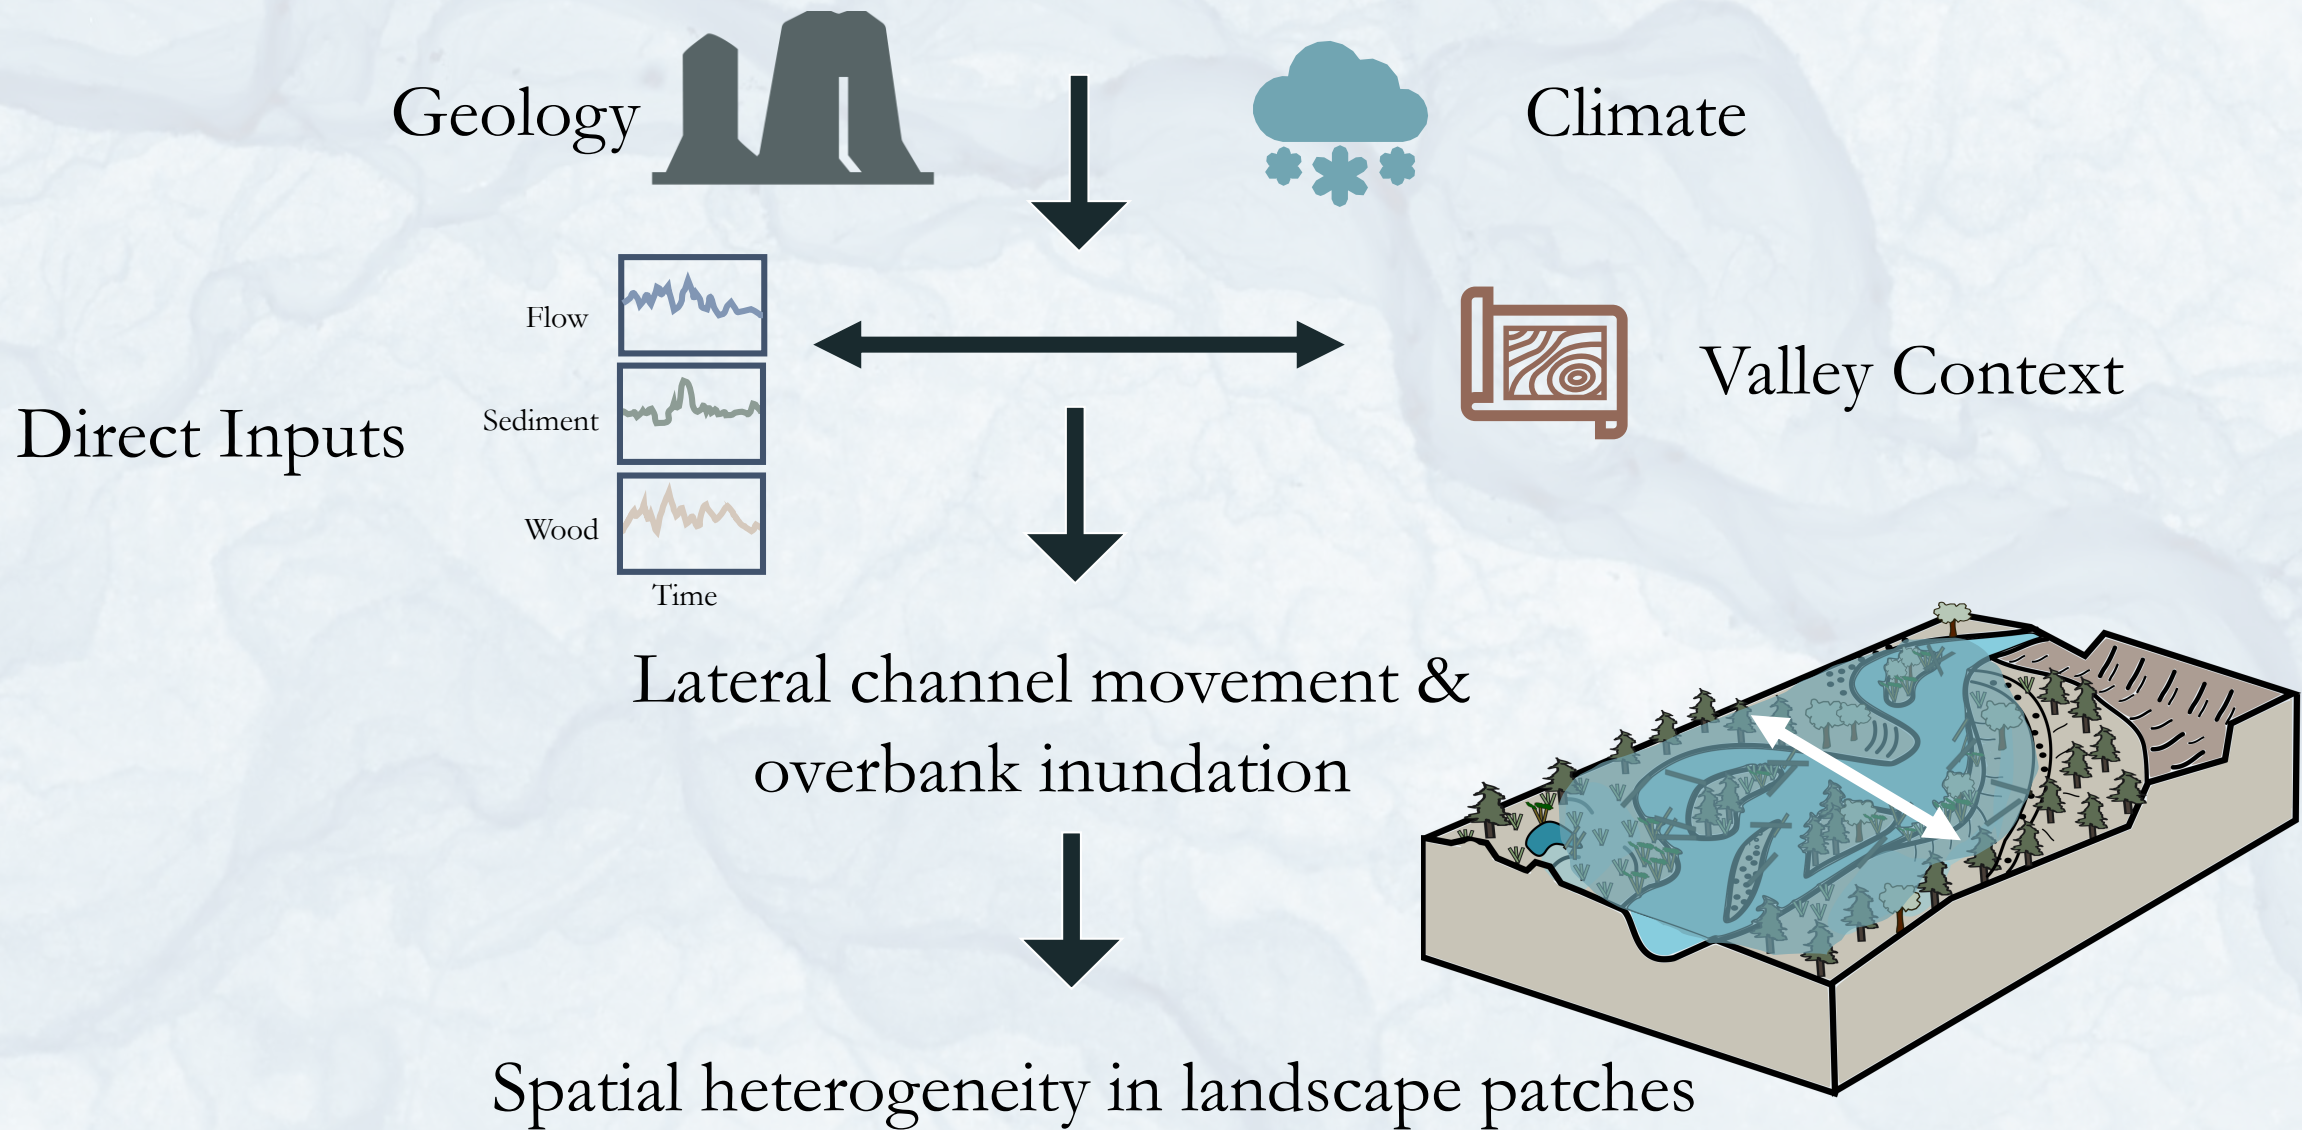 Geology
Climate
Flow
Sediment
Direct Inputs
Wood
Time
Valley Context
Lateral channel movement &
overbank inundation
Spatial heterogeneity in landscape patches